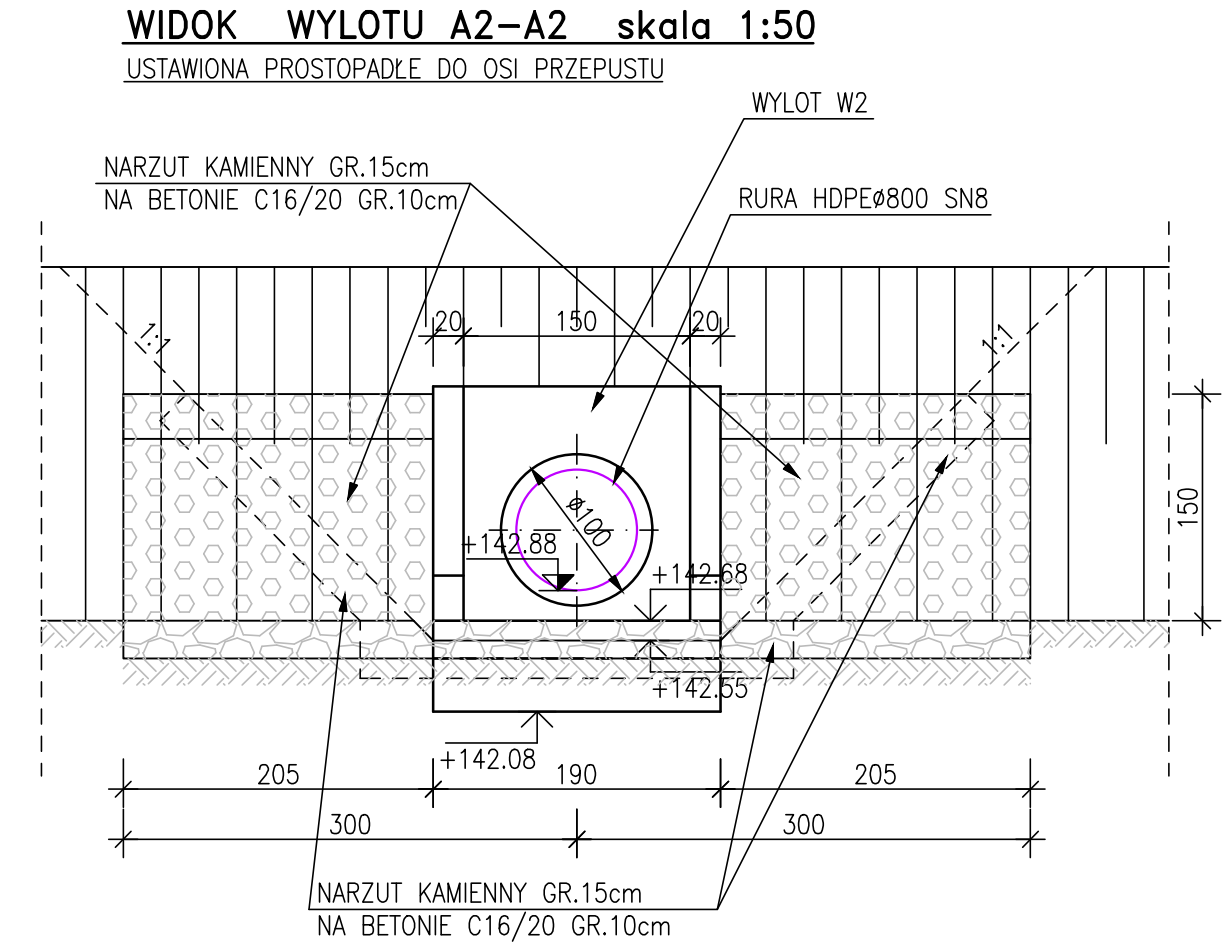 WIDOK WYLOTU A2-A2 skala 1:50
USTAWIONA PROSTOPADŁE DO OSI PRZEPUSTU
WYLOT W2
NARZUT KAMIENNY GR.15cm
NA BETONIE C16/20 GR.10cm
RURA HDPEØ800 SN8
20 150 20
1:1 1:1
Ø100
150
+142.88
+142.68
+142.55
+142.08
205 190 205
300 300
NARZUT KAMIENNY GR.15cm
NA BETONIE C16/20 GR.10cm